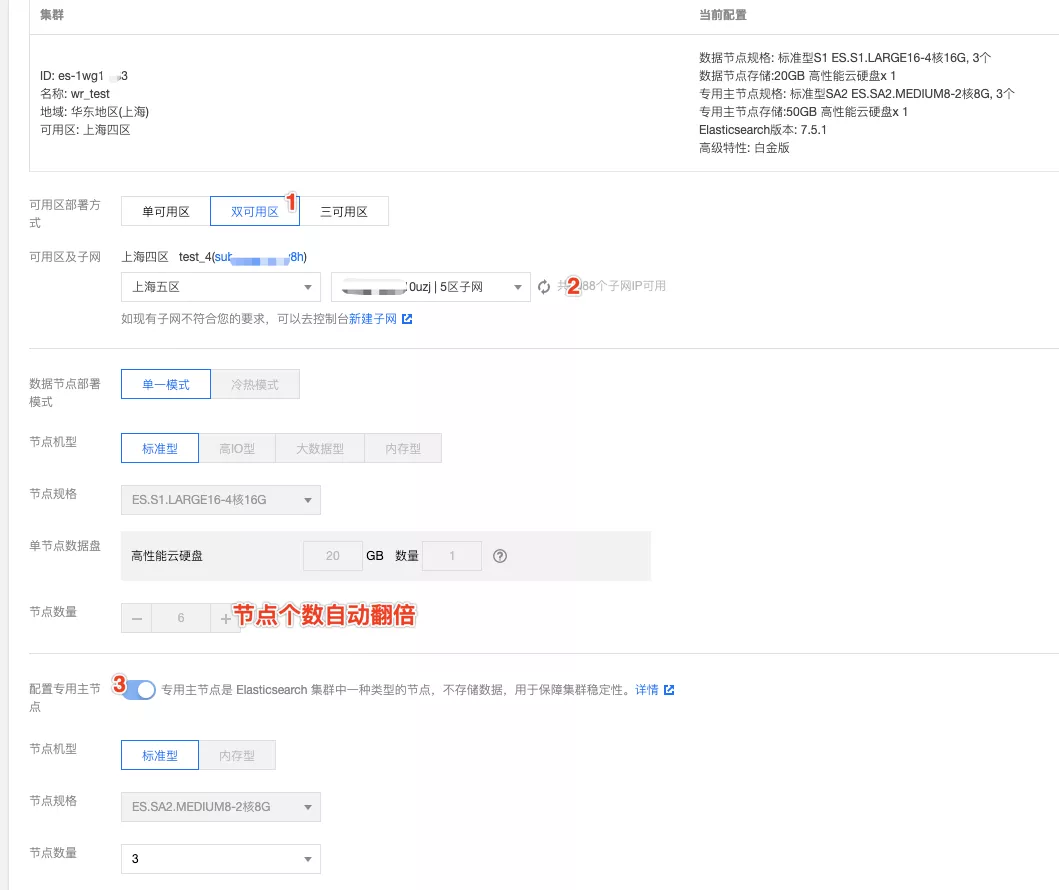 集群
当前配置
ID: es-1wg1 3
名称: wr_test
地域: 华东地区(上海)
可用区: 上海四区
数据节点规格: 标准型S1 ES.S1.LARGE16-4核16G, 3个
数据节点存储:20GB 高性能云硬盘x 1
专用主节点规格: 标准型SA2 ES.SA2.MEDIUM8-2核8G, 3个
专用主节点存储:50GB 高性能云硬盘x 1
Elasticsearch版本: 7.5.1
高级特性: 白金版
可用区部署方式
单可用区 双可用区 1 三可用区
可用区及子网
上海四区 test_4(sub 8h)
上海五区 0uzj | 5区子网 共 2 88个子网IP可用
如现有子网不符合您的要求，可以去控制台新建子网
数据节点部署模式
单一模式 冷热模式
节点机型 标准型 高IO型 大数据型 内存型
节点规格 ES.S1.LARGE16-4核16G
单节点数据盘 高性能云硬盘 20 GB 数量 1 ?
节点数量 − 6 + 节点个数自动翻倍
配置专用主节点
3 专用主节点是 Elasticsearch 集群中一种类型的节点，不存储数据，用于保障集群稳定性。详情
节点机型 标准型 内存型
节点规格 ES.SA2.MEDIUM8-2核8G
节点数量 3